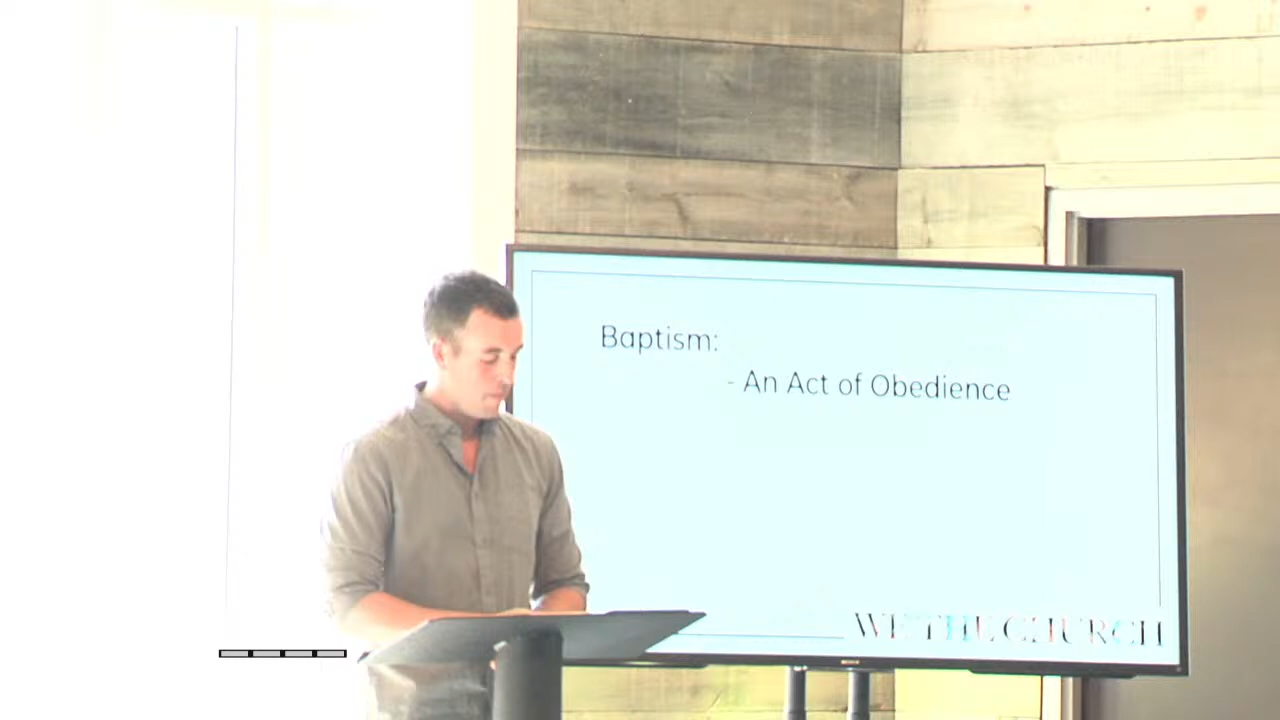 Baptism:
- An Act of Obedience
WE THE CHURCH